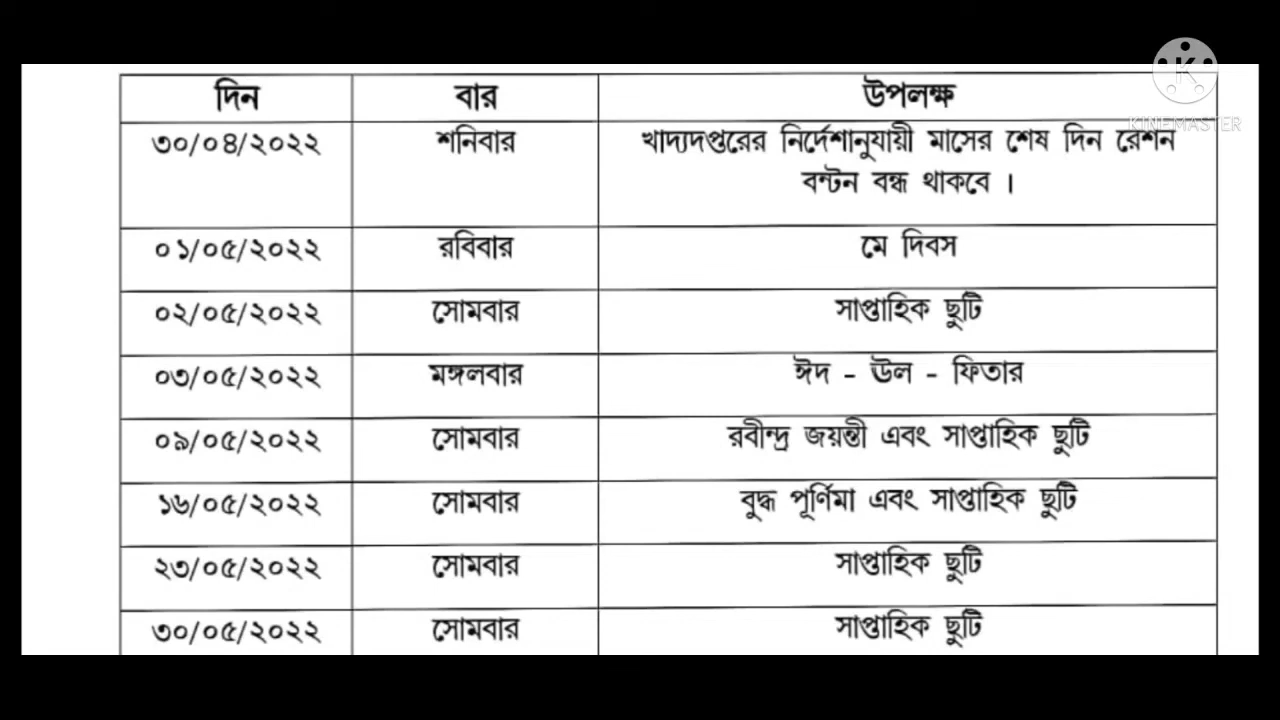 দিন বার উপলক্ষ
৩০/০৪/২০২২ শনিবার খাদ্যদপ্তরের নির্দেশানুযায়ী মাসের শেষ দিন রেশন
বন্টন বন্ধ থাকবে ।
০১/০৫/২০২২ রবিবার মে দিবস
০২/০৫/২০২২ সোমবার সাপ্তাহিক ছুটি
০৩/০৫/২০২২ মঙ্গলবার ঈদ - ঊল - ফিতার
০৯/০৫/২০২২ সোমবার রবীন্দ্র জয়ন্তী এবং সাপ্তাহিক ছুটি
১৬/০৫/২০২২ সোমবার বুদ্ধ পূর্ণিমা এবং সাপ্তাহিক ছুটি
২৩/০৫/২০২২ সোমবার সাপ্তাহিক ছুটি
৩০/০৫/২০২২ সোমবার সাপ্তাহিক ছুটি
K
KINEMASTER